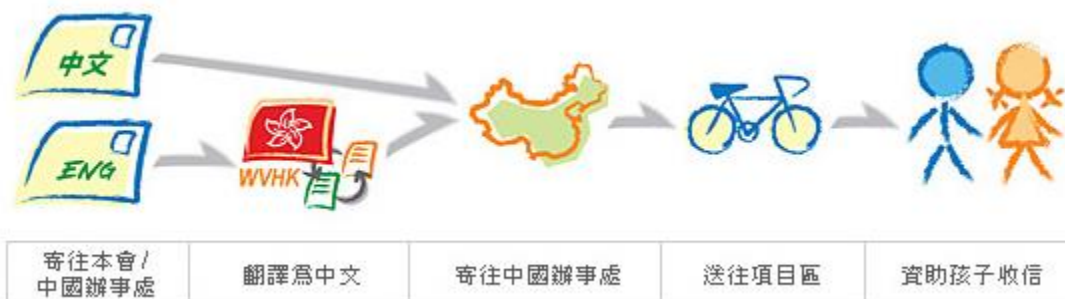 中文
ENG
WVHK
寄往本會/
中國辦事處
翻譯為中文
寄往中國辦事處
送往項目區
資助孩子收信